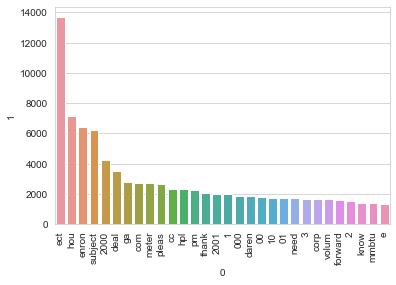 14000
12000
10000
8000
6000
4000
2000
0
1
ect
hou
enron
subject
2000
deal
ga
com
meter
pleas
cc
hpl
pm
thank
2001
1
000
daren
00
10
01
need
3
corp
volum
forward
2
know
mmbtu
e
0